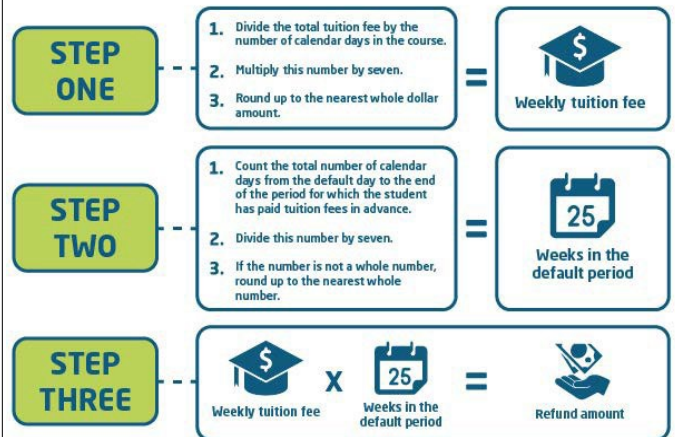 STEP
ONE
1. Divide the total tuition fee by the
number of calendar days in the course.
2. Multiply this number by seven.
3. Round up to the nearest whole dollar
amount.
=
$
Weekly tuition fee
STEP
TWO
1. Count the total number of calendar
days from the default day to the end
of the period for which the student
has paid tuition fees in advance.
2. Divide this number by seven.
3. If the number is not a whole number,
round up to the nearest whole
number.
=
25
Weeks in the
default period
STEP
THREE
$
Weekly tuition fee
X
25
Weeks in the
default period
=
Refund amount